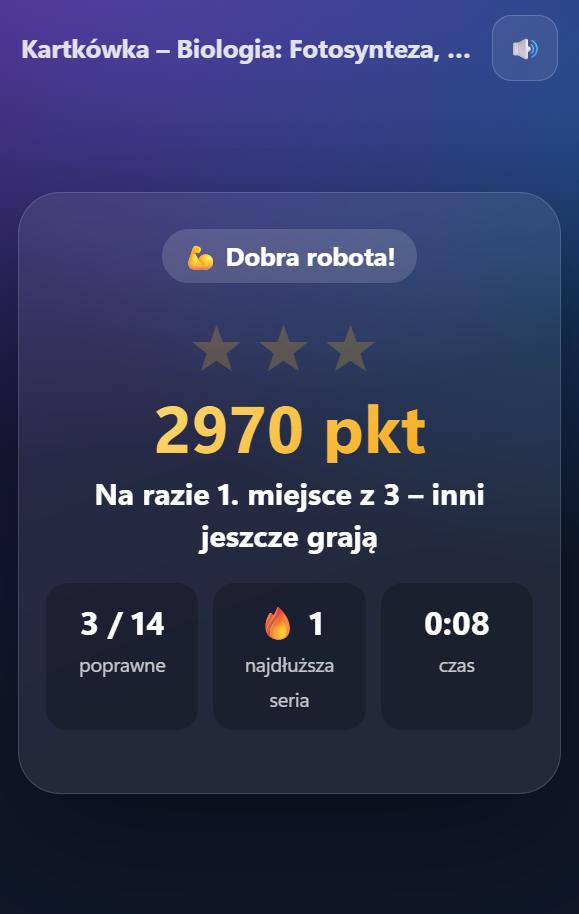 Kartkówka – Biologia: Fotosynteza, ...
💪 Dobra robota!
2970 pkt
Na razie 1. miejsce z 3 – inni
jeszcze grają
3 / 14
poprawne
🔥 1
najdłuższa
seria
0:08
czas